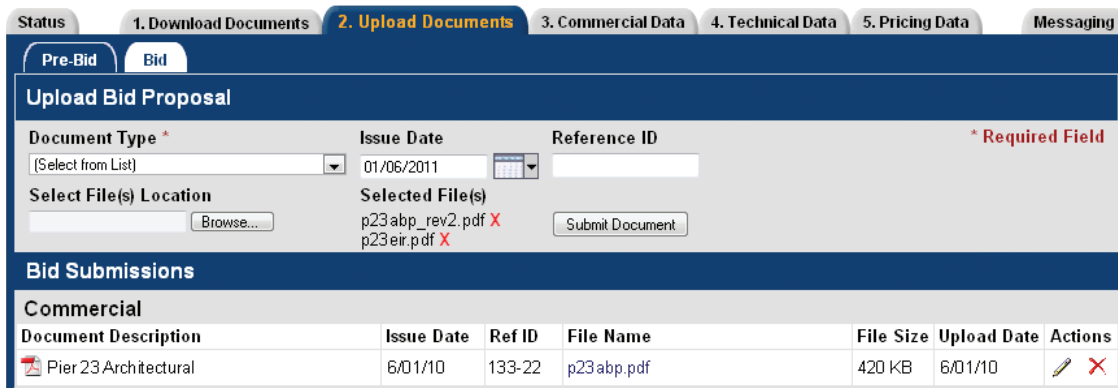 Status 1. Download Documents 2. Upload Documents 3. Commercial Data 4. Technical Data 5. Pricing Data Messaging
Pre-Bid Bid
Upload Bid Proposal
Document Type * Issue Date Reference ID * Required Field
(Select from List) 01/06/2011
Select File(s) Location Selected File(s)
Browse... p23abp_rev2.pdf X Submit Document
p23eir.pdf X
Bid Submissions
Commercial
Document Description Issue Date Ref ID File Name File Size Upload Date Actions
Pier 23 Architectural 6/01/10 133-22 p23abp.pdf 420 KB 6/01/10